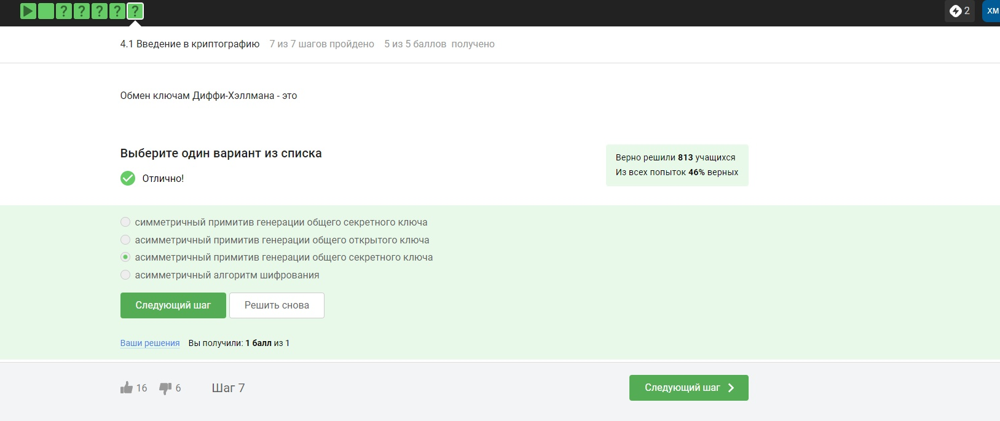 ? ? ? ? ?
2
XM
4.1 Введение в криптографию 7 из 7 шагов пройдено 5 из 5 баллов получено
Обмен ключам Диффи-Хэллмана - это
Выберите один вариант из списка
Отлично!
Верно решили 813 учащихся
Из всех попыток 46% верных
симметричный примитив генерации общего секретного ключа
асимметричный примитив генерации общего открытого ключа
асимметричный примитив генерации общего секретного ключа
асимметричный алгоритм шифрования
Следующий шаг Решить снова
Ваши решения Вы получили: 1 балл из 1
16 6 Шаг 7 Следующий шаг